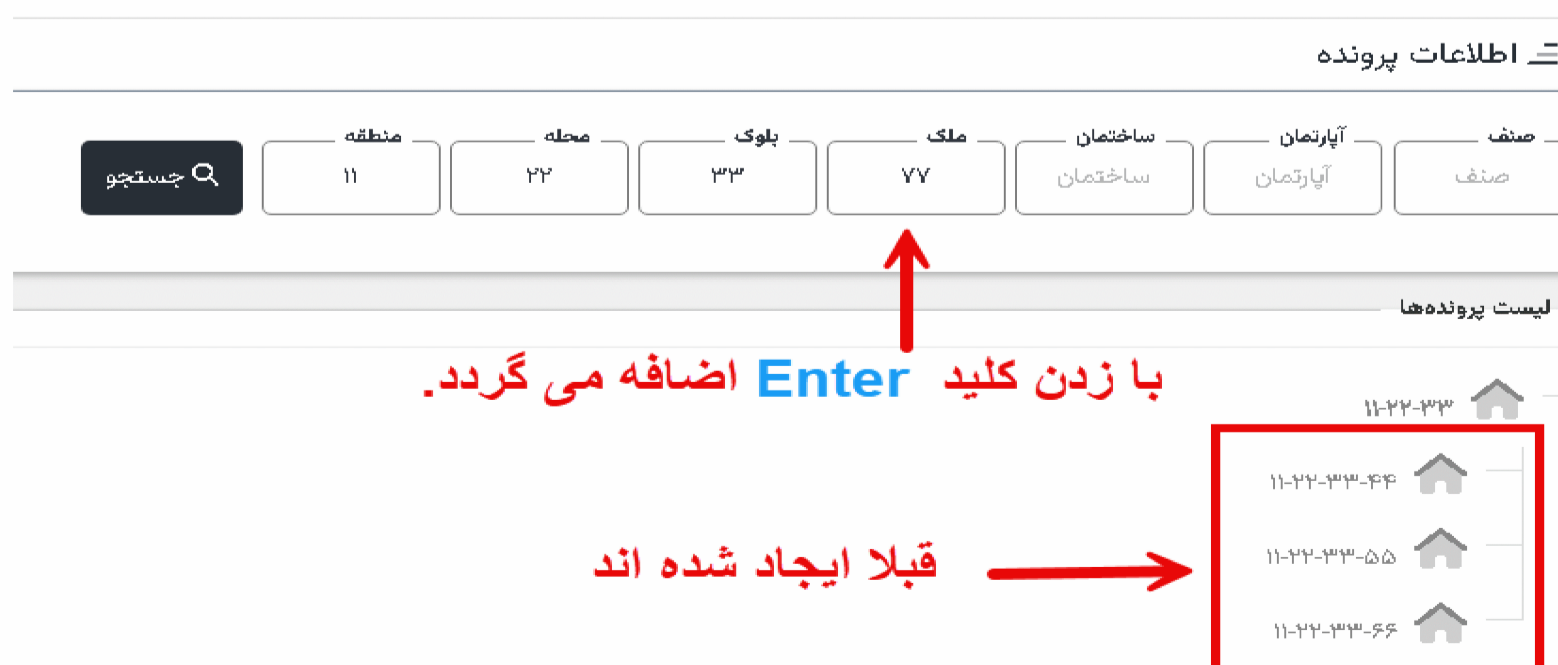 اطلاعات پرونده
صنف آپارتمان ساختمان ملک بلوک محله منطقه
صنف آپارتمان ساختمان ۷۷ ۳۳ ۲۲ ۱۱ جستجو
لیست پرونده‌ها
با زدن کلید Enter اضافه می گردد.
۱۱-۲۲-۳۳
۱۱-۲۲-۳۳-۴۴
قبلا ایجاد شده اند
۱۱-۲۲-۳۳-۵۵
۱۱-۲۲-۳۳-۶۶